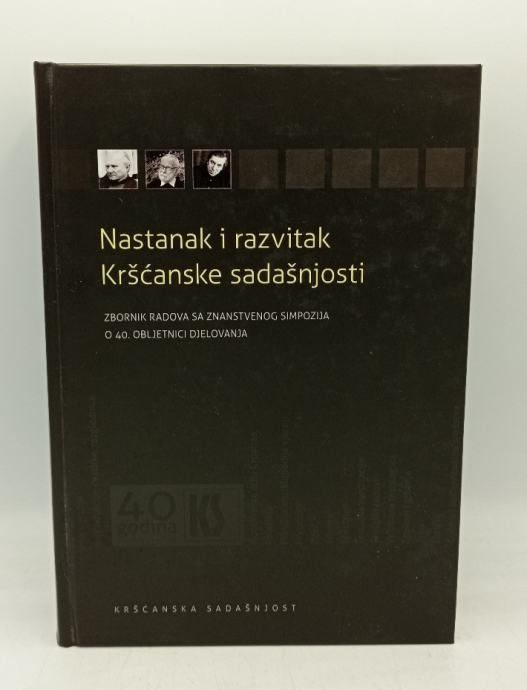 Nastanak i razvitak
Kršćanske sadašnjosti
ZBORNIK RADOVA SA ZNANSTVENOG SIMPOZIJA
O 40. OBLJETNICI DJELOVANJA
40
godina
KS
KRŠĆANSKA SADAŠNJOST